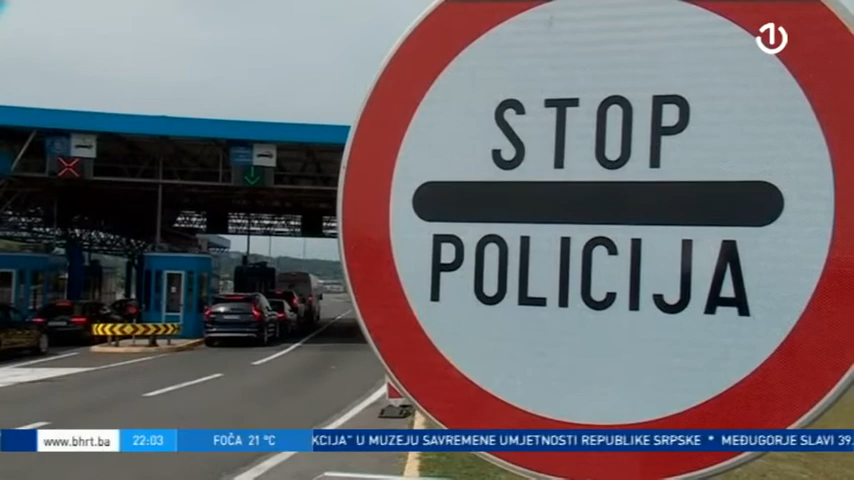 STOP
POLICIJA
www.bhrt.ba 22:03 FOČA 21 °C KCIJA" U MUZEJU SAVREMENE UMJETNOSTI REPUBLIKE SRPSKE * MEĐUGORJE SLAVI 39.